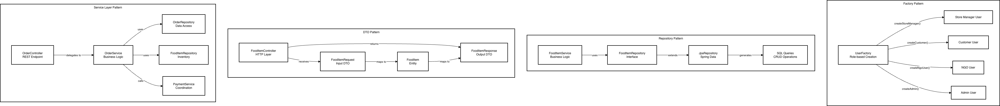 Service Layer Pattern
OrderRepository
Data Access
uses
OrderController
REST Endpoint
delegates to
OrderService
Business Logic
uses
FoodItemRepository
Inventory
calls
PaymentService
Coordination
DTO Pattern
FoodItemController
HTTP Layer
returns
receives
FoodItemRequest
Input DTO
maps to
FoodItem
Entity
maps to
FoodItemResponse
Output DTO
Repository Pattern
FoodItemService
Business Logic
uses
FoodItemRepository
Interface
extends
JpaRepository
Spring Data
generates
SQL Queries
CRUD Operations
Factory Pattern
UserFactory
Role-based Creation
createStoreManager()
Store Manager User
createCustomer()
Customer User
createNgoUser()
NGO User
createAdmin()
Admin User